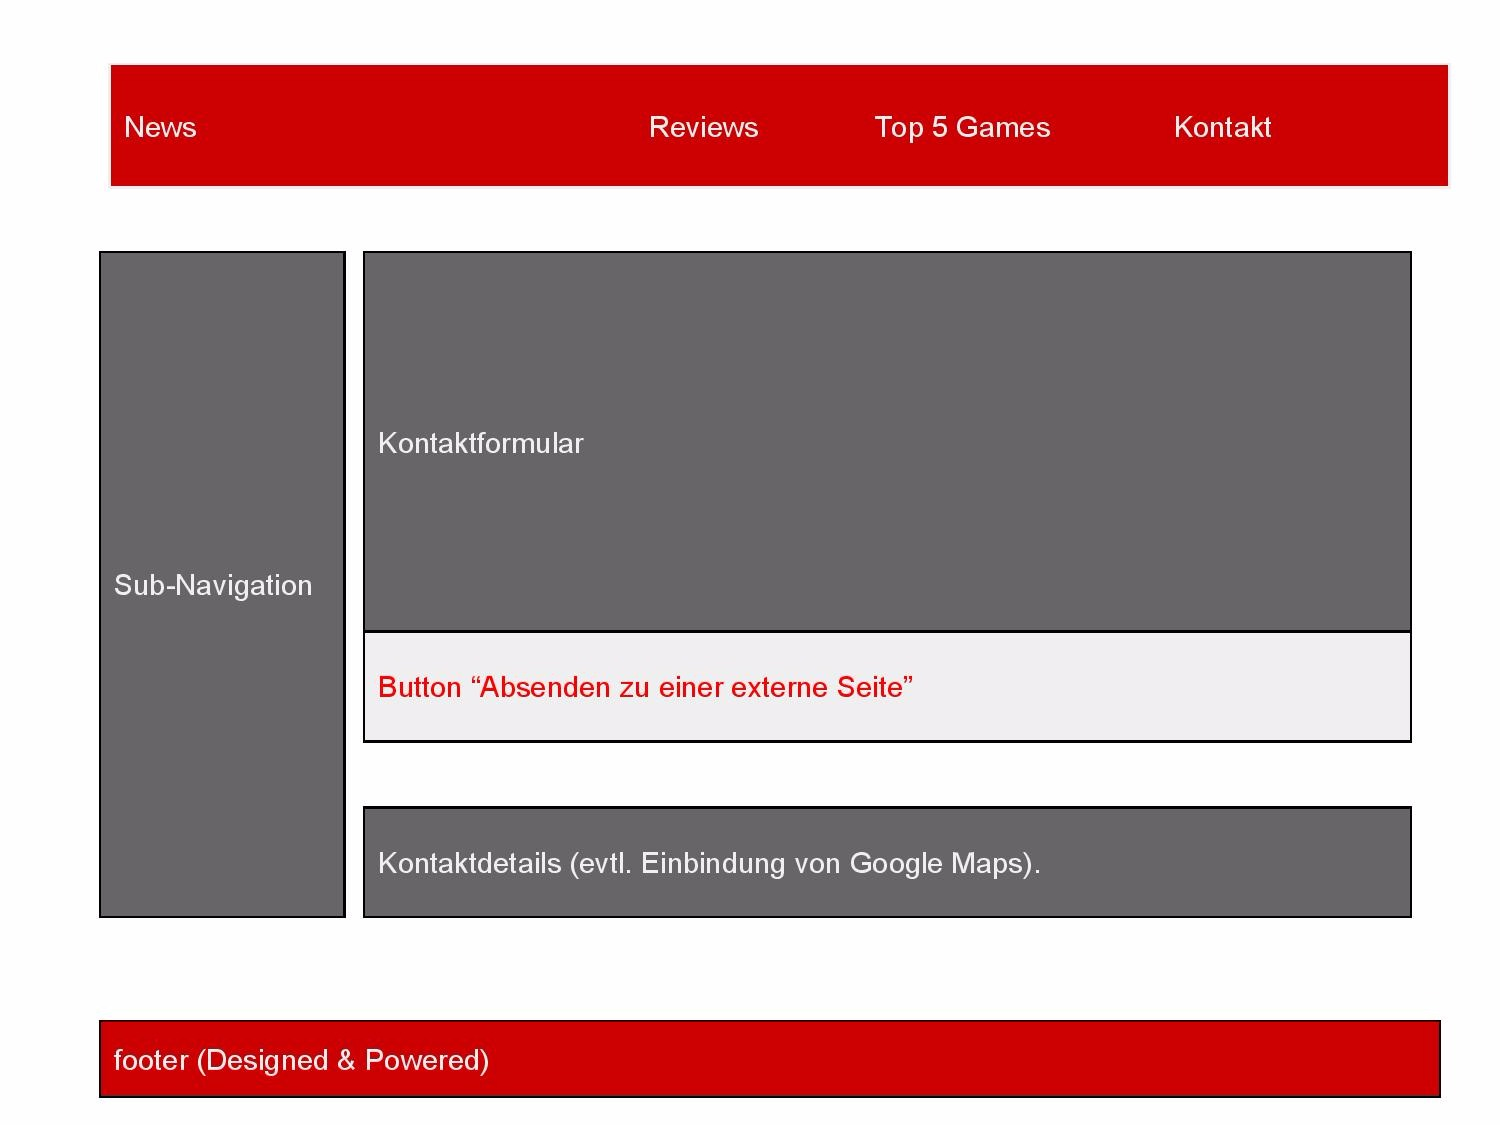 News Reviews Top 5 Games Kontakt
Kontaktformular
Sub-Navigation
Button “Absenden zu einer externe Seite”
Kontaktdetails (evtl. Einbindung von Google Maps).
footer (Designed & Powered)